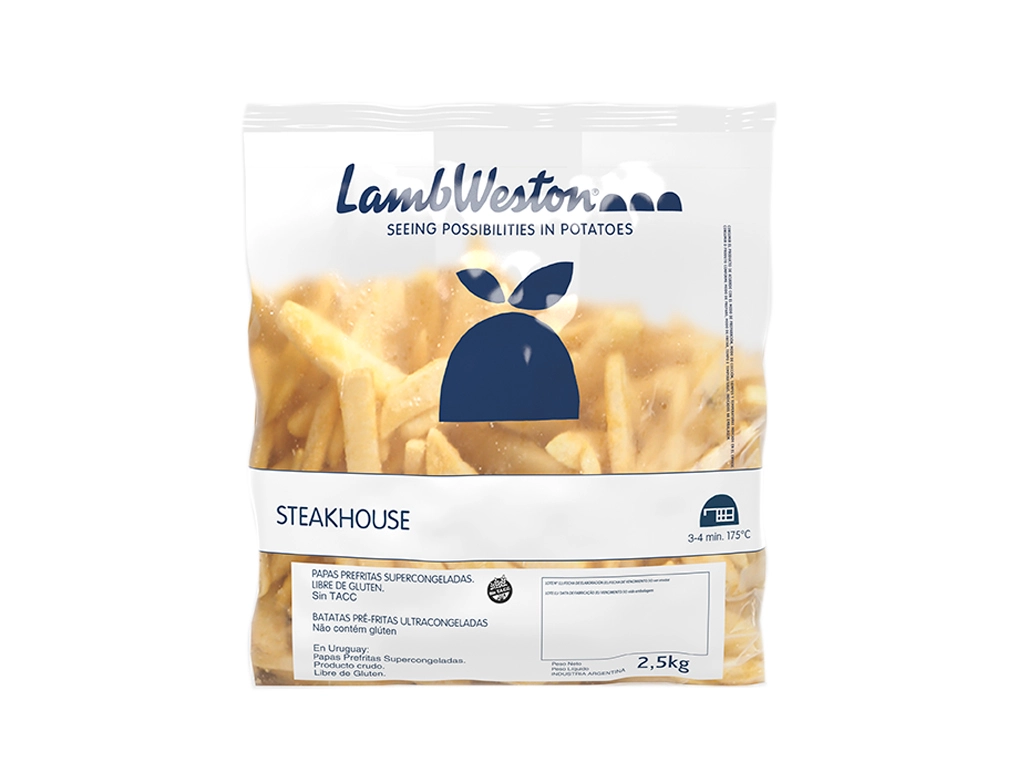 LambWeston®
SEEING POSSIBILITIES IN POTATOES
STEAKHOUSE
3-4 min. 175°C
PAPAS PREFRITAS SUPERCONGELADAS.
LIBRE DE GLUTEN.
Sin TACC
Sin TACC
BATATAS PRÉ-FRITAS ULTRACONGELADAS
Não contém glúten
En Uruguay:
Papas Prefritas Supercongeladas.
Producto crudo.
Libre de Gluten.
Peso Neto
Peso Líquido
INDUSTRIA ARGENTINA
2,5kg